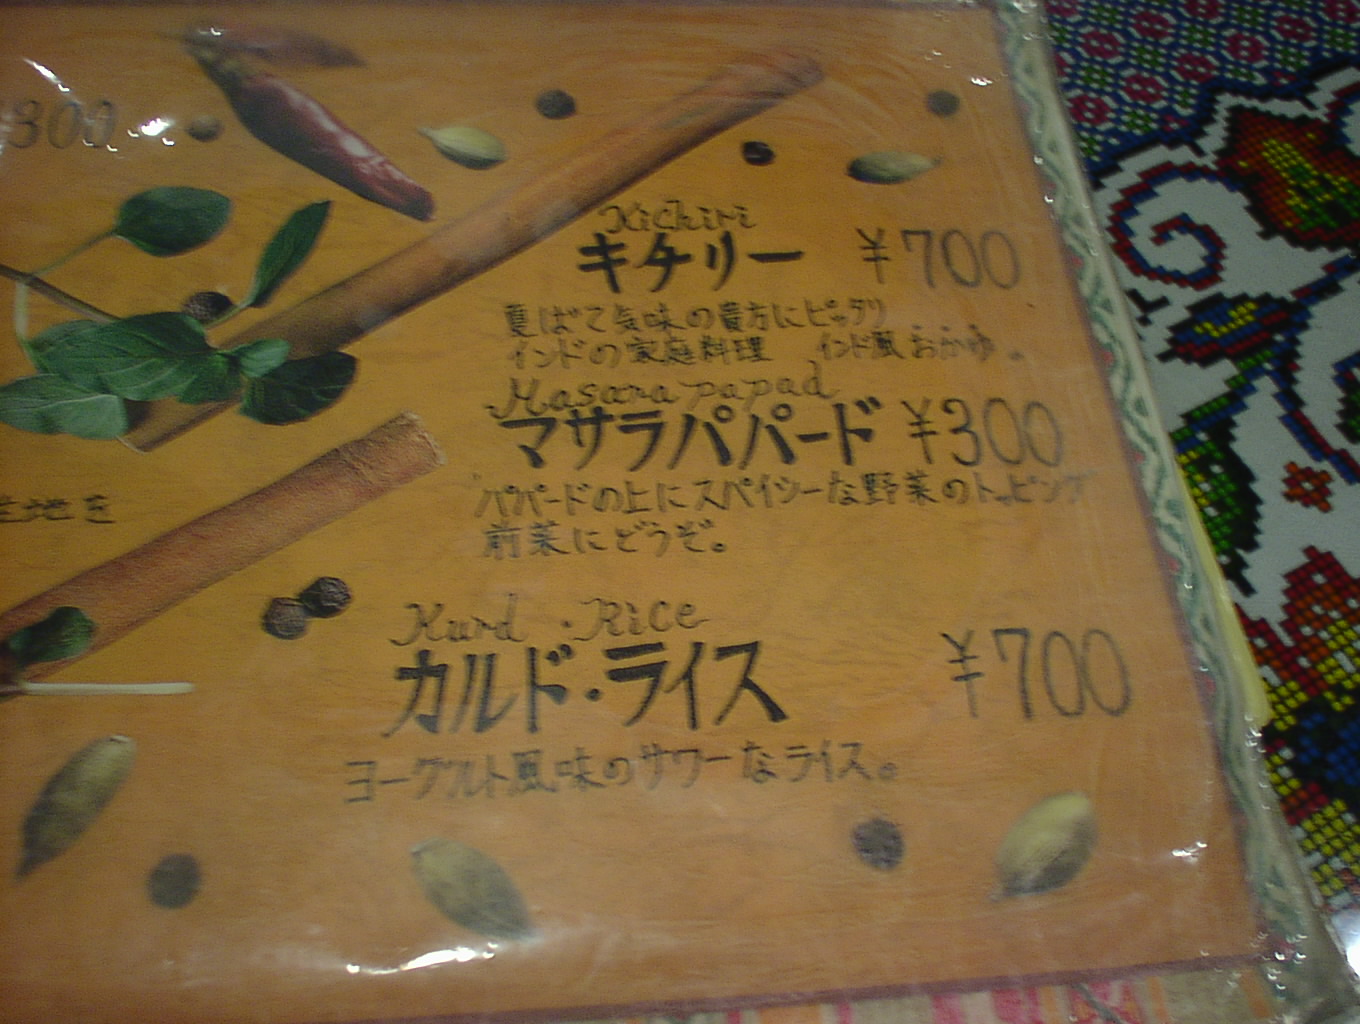 300
Kichiri
キチリー ￥700
夏ばて気味の貴方にピッタリ
インドの家庭料理 インド風おかゆ。
Masara papad
マサラパパード ￥300
パパードの上にスパイシーな野菜のトッピング
前菜にどうぞ。
生地を
Kurd・Rice
カルド・ライス ￥700
ヨーグルト風味のサワーなライス。